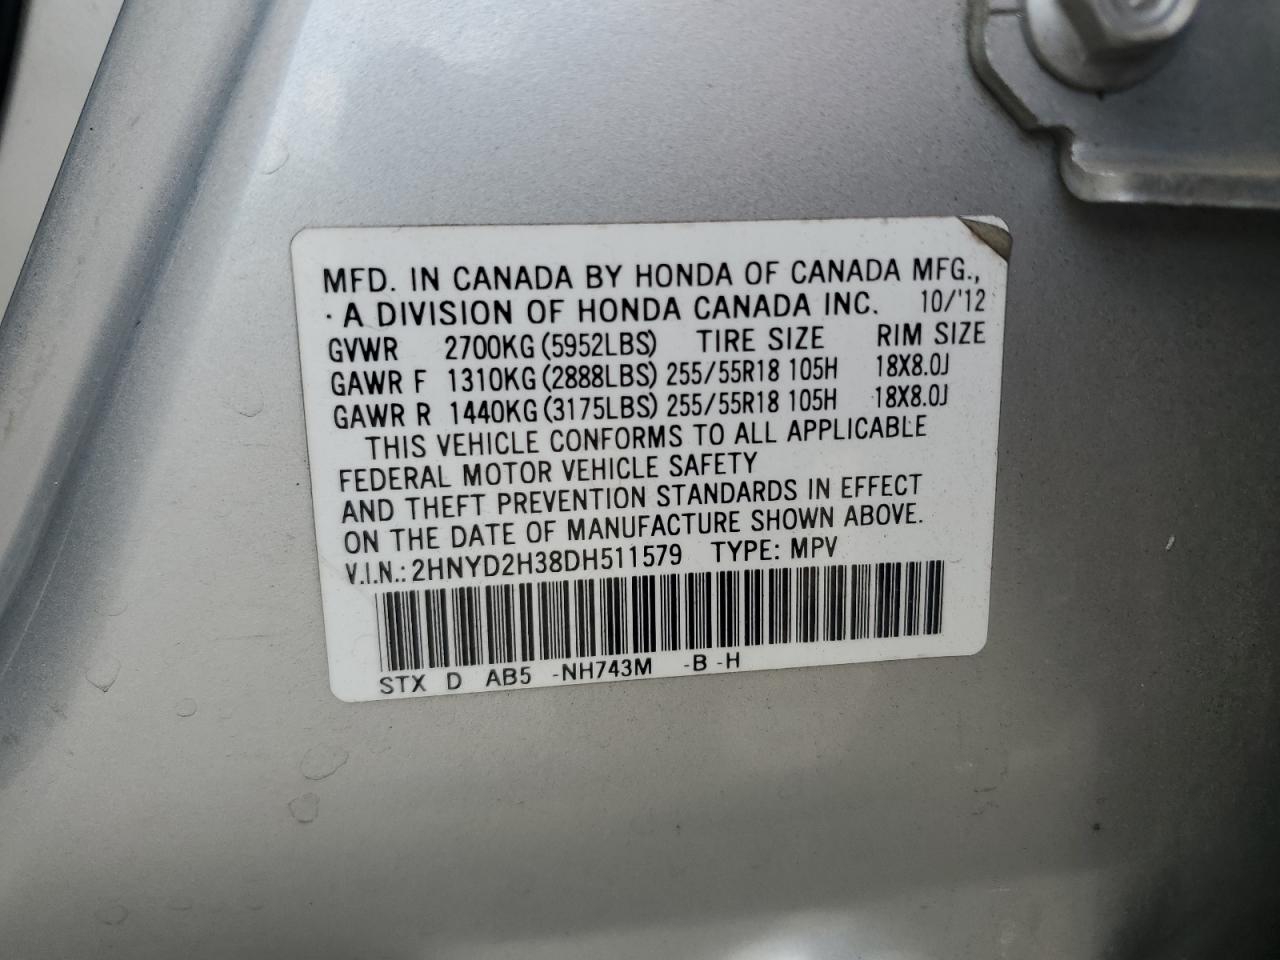 MFD. IN CANADA BY HONDA OF CANADA MFG.,
· A DIVISION OF HONDA CANADA INC. 10/'12
GVWR 2700KG (5952LBS) TIRE SIZE RIM SIZE
GAWR F 1310KG (2888LBS) 255/55R18 105H 18X8.0J
GAWR R 1440KG (3175LBS) 255/55R18 105H 18X8.0J
THIS VEHICLE CONFORMS TO ALL APPLICABLE
FEDERAL MOTOR VEHICLE SAFETY
AND THEFT PREVENTION STANDARDS IN EFFECT
ON THE DATE OF MANUFACTURE SHOWN ABOVE.
V.I.N.: 2HNYD2H38DH511579 TYPE: MPV
STX D AB5 -NH743M -B -H